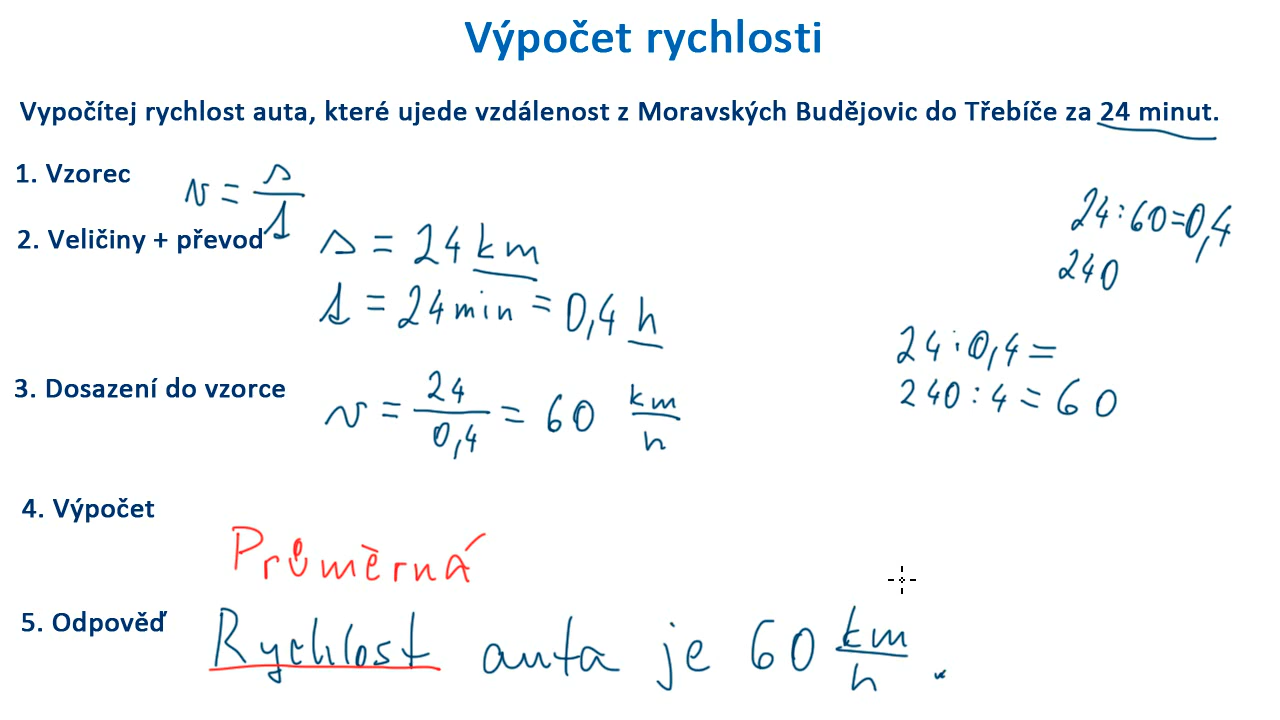 Výpočet rychlosti
Vypočítej rychlost auta, které ujede vzdálenost z Moravských Budějovic do Třebíče za 24 minut.
1. Vzorec
v = s/t
2. Veličiny + převod
s = 24 km
t = 24 min = 0,4 h
24 : 60 = 0,4
240
24 : 0,4 =
240 : 4 = 60
3. Dosazení do vzorce
v = 24/0,4 = 60 km/h
4. Výpočet
Průměrná
5. Odpověď
Rychlost auta je 60 km/h.